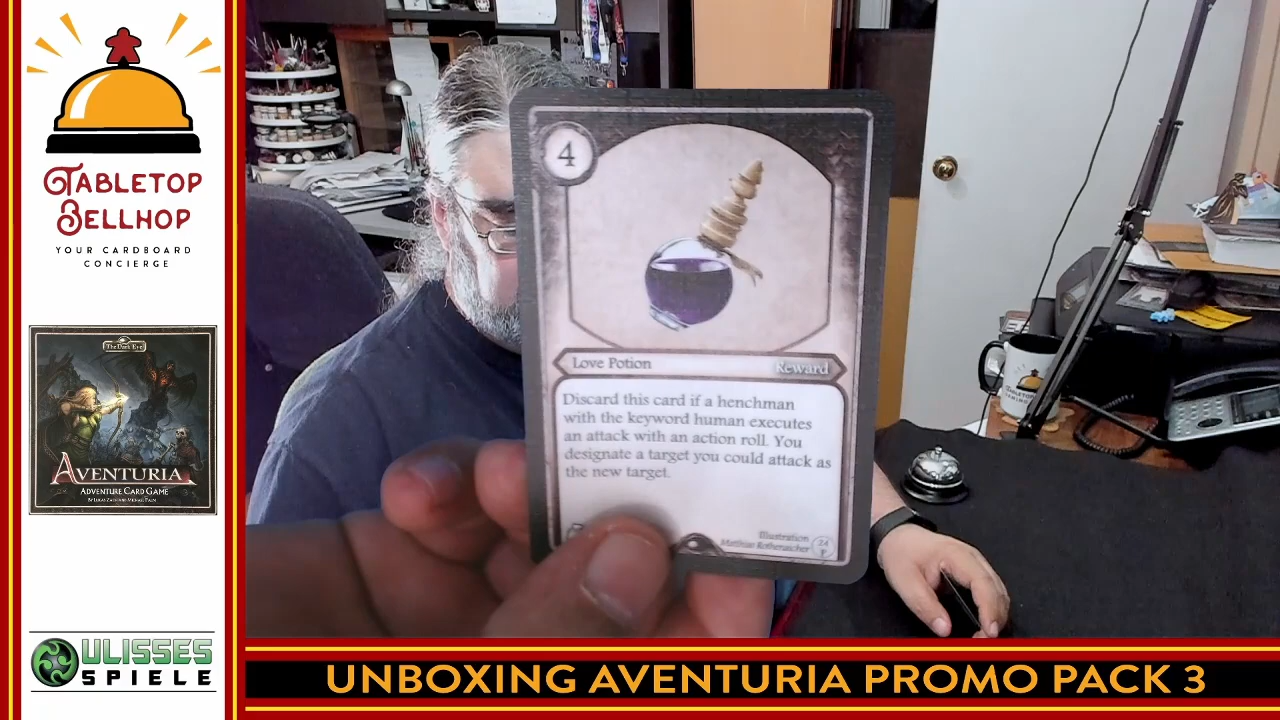 TABLETOP
BELLHOP
YOUR CARDBOARD
CONCIERGE
The Dark Eye
AVENTURIA
ADVENTURE CARD GAME
ULISSES
SPIELE
4
Love Potion Reward
Discard this card if a henchman
with the keyword human executes
an attack with an action roll. You
designate a target you could attack as
the new target.
Illustration
24
P
TABLETOP
UNBOXING AVENTURIA PROMO PACK 3